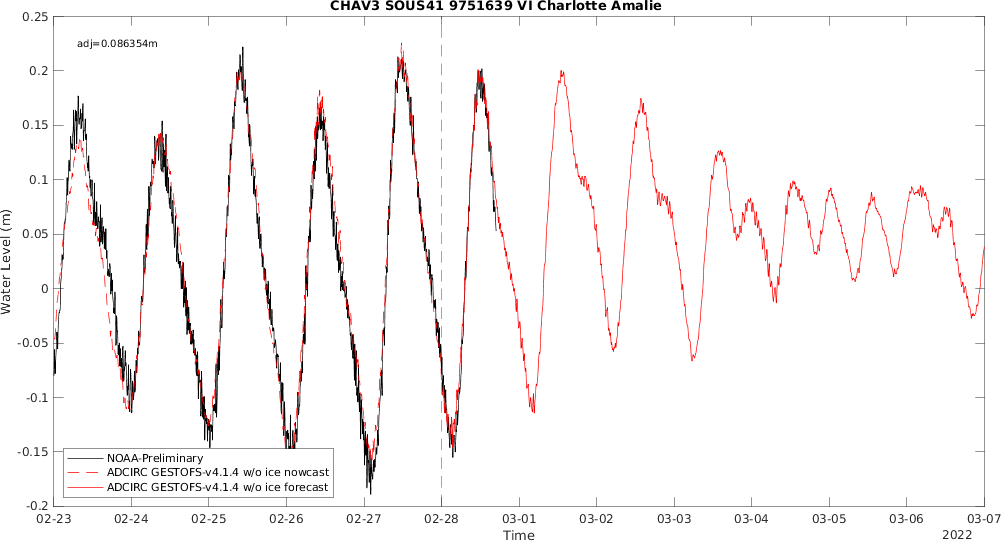 CHAV3 SOUS41 9751639 VI Charlotte Amalie
adj=0.086354m
Water Level (m)
0.25
0.2
0.15
0.1
0.05
0
-0.05
-0.1
-0.15
-0.2
NOAA-Preliminary
ADCIRC GESTOFS-v4.1.4 w/o ice nowcast
ADCIRC GESTOFS-v4.1.4 w/o ice forecast
02-23 02-24 02-25 02-26 02-27 02-28 03-01 03-02 03-03 03-04 03-05 03-06 03-07
Time
2022